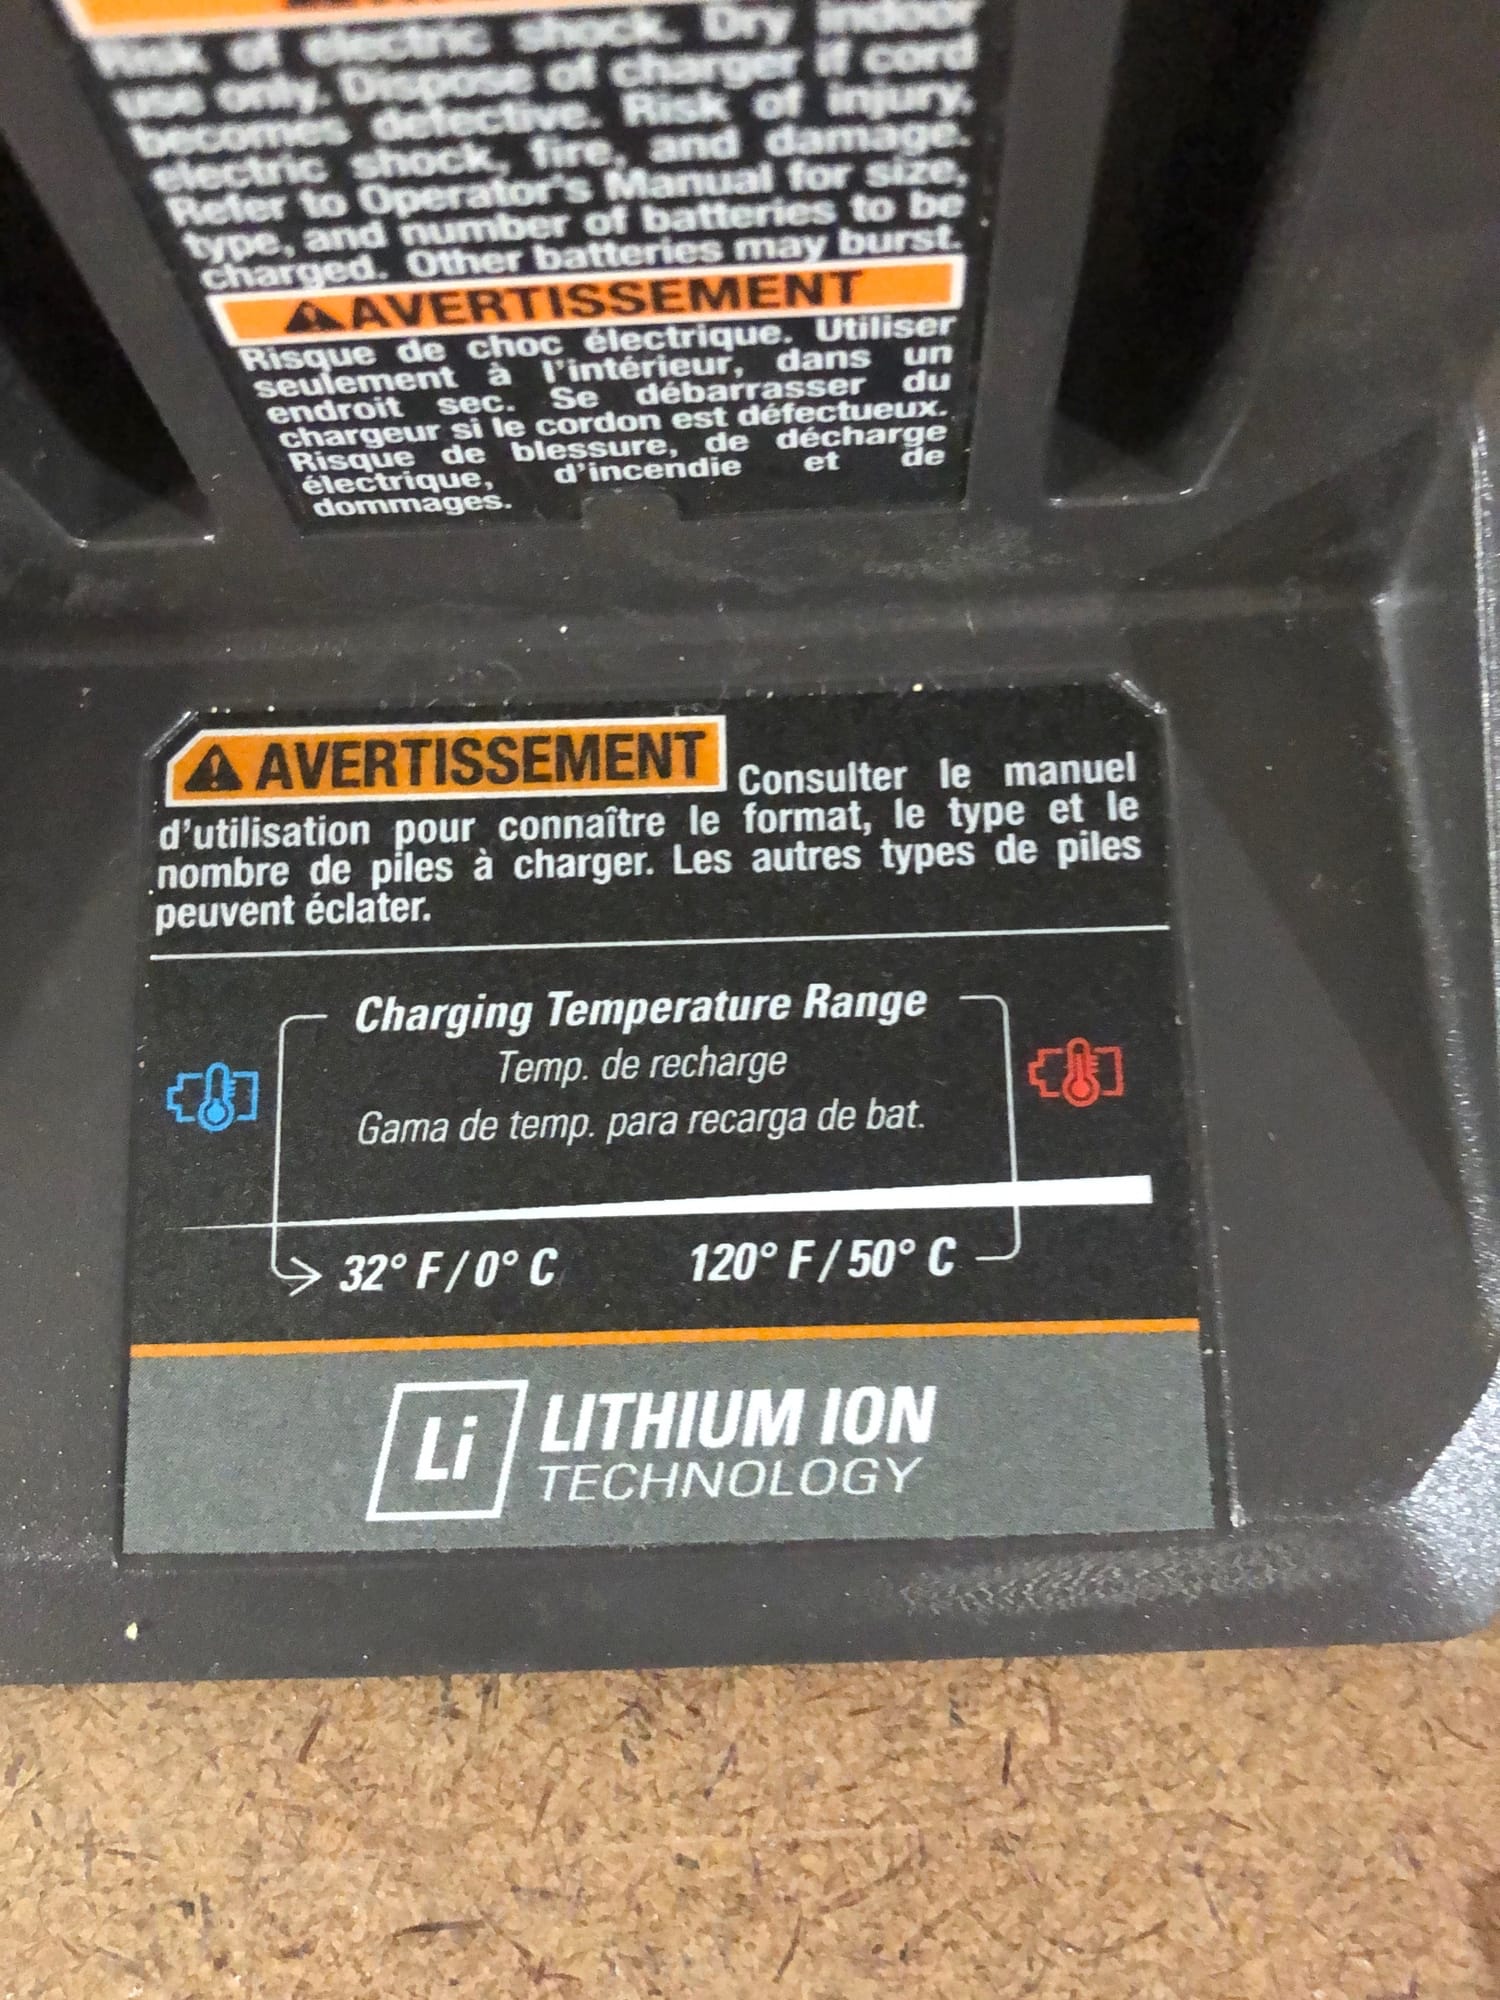 Risk of electric shock. Dry indoor
use only. Dispose of charger if cord
becomes defective. Risk of injury,
electric shock, fire, and damage.
Refer to Operator's Manual for size,
type, and number of batteries to be
charged. Other batteries may burst.
AVERTISSEMENT
Risque de choc électrique. Utiliser
seulement à l'intérieur, dans un
endroit sec. Se débarrasser du
chargeur si le cordon est défectueux.
Risque de blessure, de décharge
électrique, d'incendie et de
dommages.
AVERTISSEMENT Consulter le manuel
d'utilisation pour connaître le format, le type et le
nombre de piles à charger. Les autres types de piles
peuvent éclater.
Charging Temperature Range
Temp. de recharge
Gama de temp. para recarga de bat.
32° F/0° C 120° F/50° C
Li LITHIUM ION
TECHNOLOGY